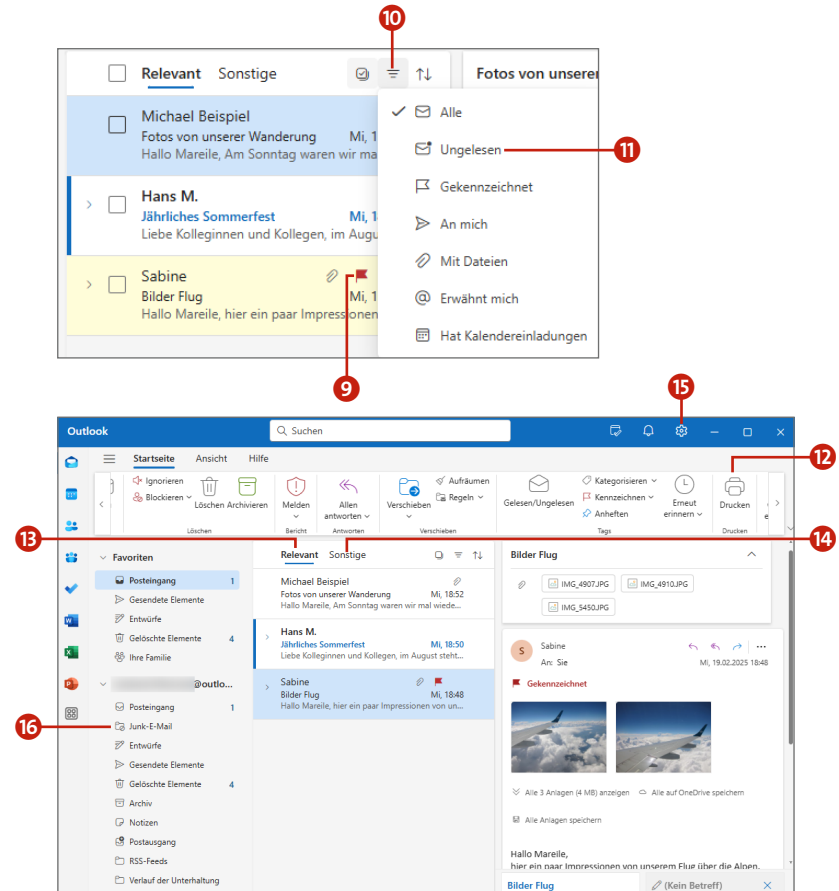 10
Relevant Sonstige Fotos von unserer
Michael Beispiel
Fotos von unserer Wanderung Mi, 1
Hallo Mareile, Am Sonntag waren wir ma
Hans M.
Jährliches Sommerfest Mi, 1
Liebe Kolleginnen und Kollegen, im Augu
Sabine
Bilder Flug Mi, 1
Hallo Mareile, hier ein paar Impressionen
Alle
Ungelesen
11
Gekennzeichnet
An mich
Mit Dateien
Erwähnt mich
Hat Kalendereinladungen
9
15
Outlook Suchen
Startseite Ansicht Hilfe
12
Ignorieren
Blockieren
Löschen Archivieren
Löschen
Melden
Bericht
Allen
antworten
Antworten
Verschieben
Aufräumen
Regeln
Verschieben
Gelesen/Ungelesen
Kategorisieren
Kennzeichnen
Anheften
Erneut
erinnern
Tags
Drucken
Drucken
e
13
14
Favoriten
Posteingang 1
Gesendete Elemente
Entwürfe
Gelöschte Elemente 4
Ihre Familie
@outlo...
Posteingang 1
16
Junk-E-Mail
Entwürfe
Gesendete Elemente
Gelöschte Elemente 4
Archiv
Notizen
Postausgang
RSS-Feeds
Verlauf der Unterhaltung
Relevant Sonstige
Michael Beispiel
Fotos von unserer Wanderung Mi, 18:52
Hallo Mareile, Am Sonntag waren wir mal wiede...
Hans M.
Jährliches Sommerfest Mi, 18:50
Liebe Kolleginnen und Kollegen, im August steht...
Sabine
Bilder Flug Mi, 18:48
Hallo Mareile, hier ein paar Impressionen von un...
Bilder Flug
IMG_4907.JPG IMG_4910.JPG
IMG_5450.JPG
S
Sabine
An: Sie Mi, 19.02.2025 18:48
Gekennzeichnet
Alle 3 Anlagen (4 MB) anzeigen Alle auf OneDrive speichern
Alle Anlagen speichern
Hallo Mareile,
hier ein paar Impressionen von unserem Flug über die Alpen.
Bilder Flug (Kein Betreff)